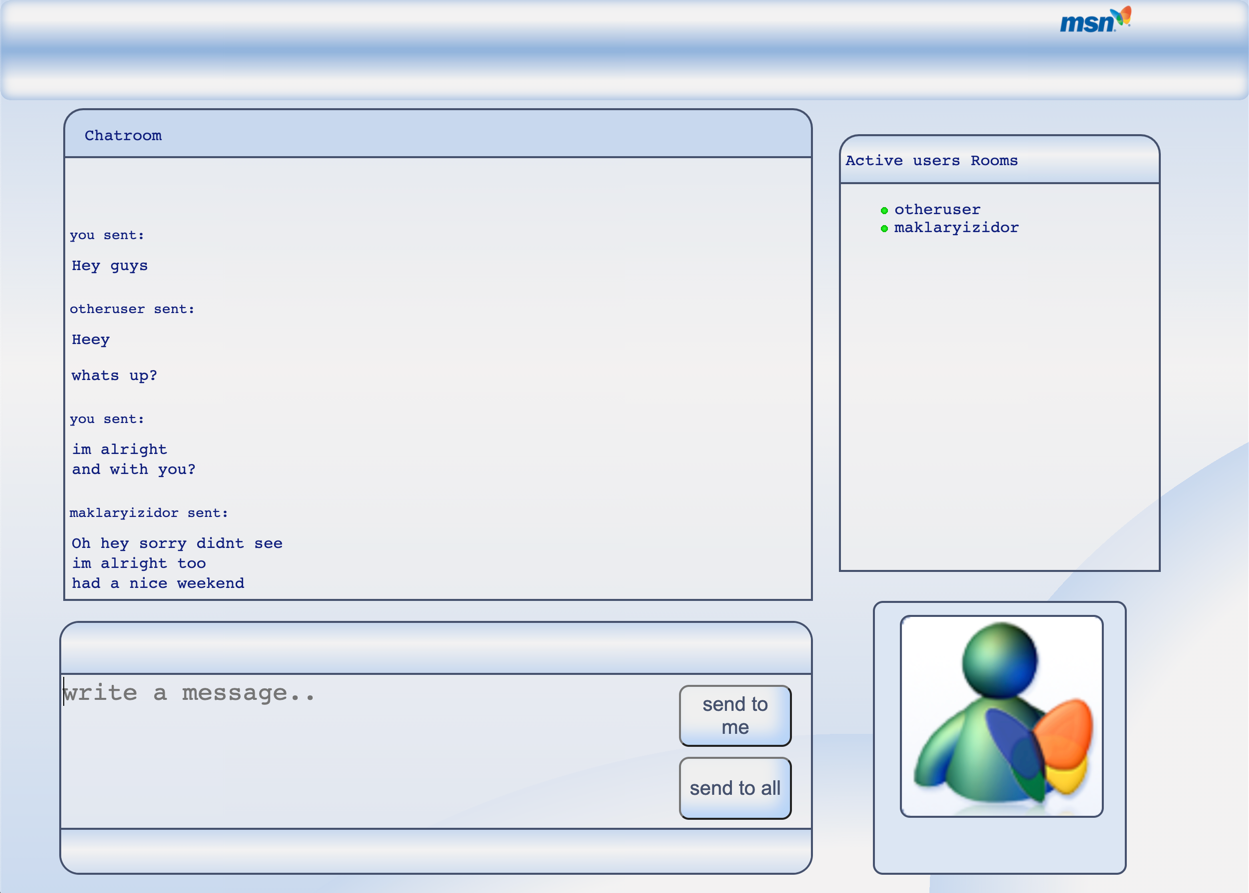 msn
Chatroom
you sent:
Hey guys
otheruser sent:
Heey
whats up?
you sent:
im alright
and with you?
maklaryizidor sent:
Oh hey sorry didnt see
im alright too
had a nice weekend
Active users Rooms
otheruser
maklaryizidor
write a message..
send to
me
send to all